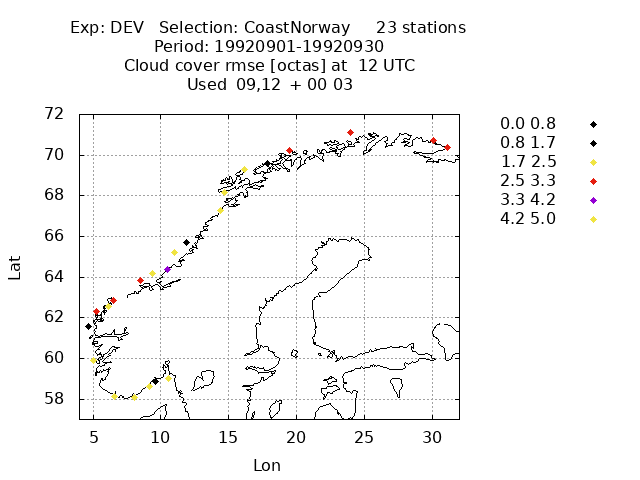 Exp: DEV   Selection: CoastNorway     23 stations
Period: 19920901-19920930
Cloud cover rmse [octas] at  12 UTC
Used  09,12  + 00 03
72
70
68
66
64
62
60
58
5 10 15 20 25 30
Lat
Lon
0.0 0.8
0.8 1.7
1.7 2.5
2.5 3.3
3.3 4.2
4.2 5.0